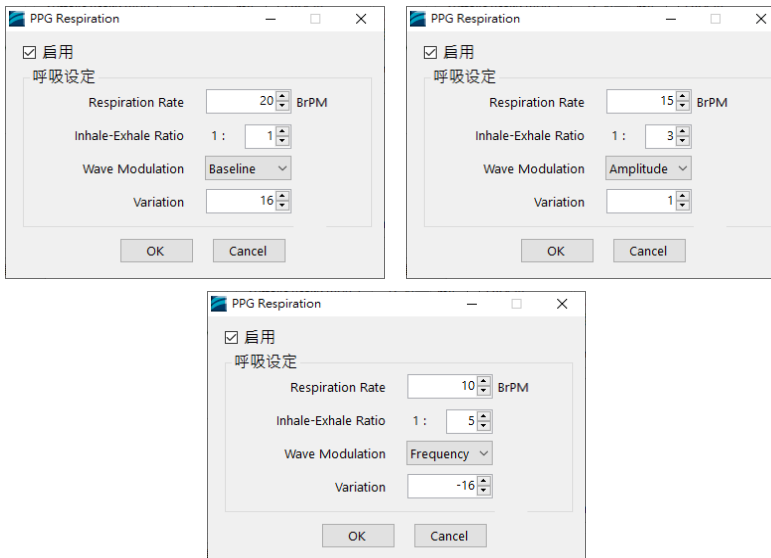 PPG Respiration
启用
呼吸设定
Respiration Rate 20 BrPM
Inhale-Exhale Ratio 1 : 1
Wave Modulation Baseline
Variation 16
OK Cancel
PPG Respiration
启用
呼吸设定
Respiration Rate 15 BrPM
Inhale-Exhale Ratio 1 : 3
Wave Modulation Amplitude
Variation 1
OK Cancel
PPG Respiration
启用
呼吸设定
Respiration Rate 10 BrPM
Inhale-Exhale Ratio 1 : 5
Wave Modulation Frequency
Variation -16
OK Cancel